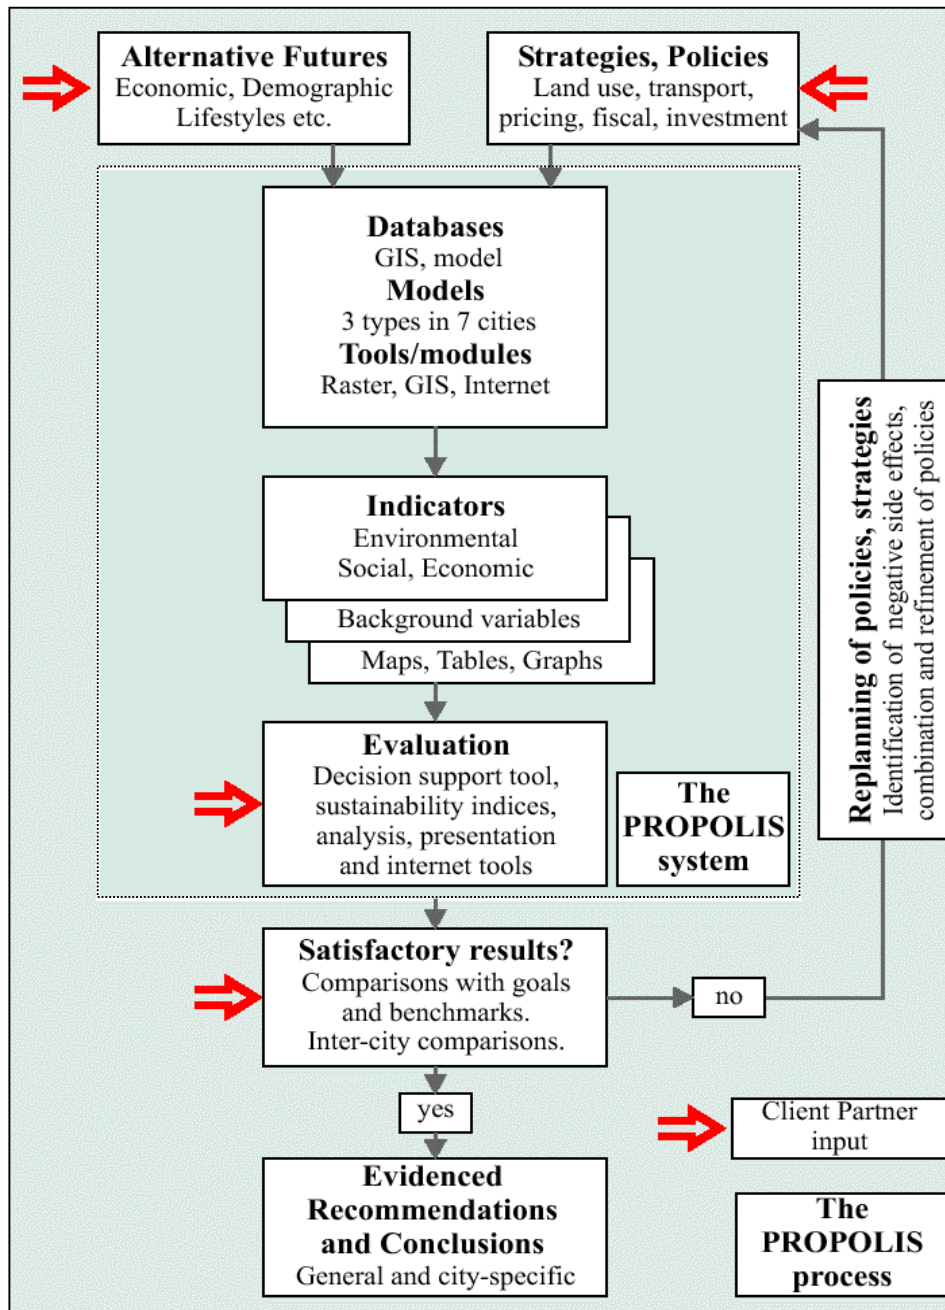 Alternative Futures
Economic, Demographic
Lifestyles etc.
Strategies, Policies
Land use, transport,
pricing, fiscal, investment
Databases
GIS, model
Models
3 types in 7 cities
Tools/modules
Raster, GIS, Internet
Indicators
Environmental
Social, Economic
Background variables
Maps, Tables, Graphs
Replanning of policies, strategies
Identification of negative side effects,
combination and refinement of policies
Evaluation
Decision support tool,
sustainability indices,
analysis, presentation
and internet tools
The
PROPOLIS
system
Satisfactory results?
Comparisons with goals
and benchmarks.
Inter-city comparisons.
no
yes
Client Partner
input
Evidenced
Recommendations
and Conclusions
General and city-specific
The
PROPOLIS
process